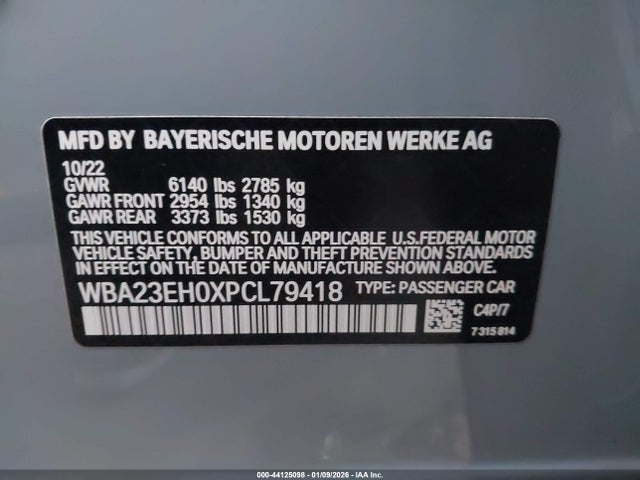 MFD BY BAYERISCHE MOTOREN WERKE AG
10/22
GVWR 6140 lbs 2785 kg
GAWR FRONT 2954 lbs 1340 kg
GAWR REAR 3373 lbs 1530 kg
THIS VEHICLE CONFORMS TO ALL APPLICABLE U.S.FEDERAL MOTOR
VEHICLE SAFETY, BUMPER AND THEFT PREVENTION STANDARDS
IN EFFECT ON THE DATE OF MANUFACTURE SHOWN ABOVE.
WBA23EH0XPCL79418 TYPE: PASSENGER CAR
C4P/7
7315814
000-44125098 - 01/09/2026 - IAA Inc.